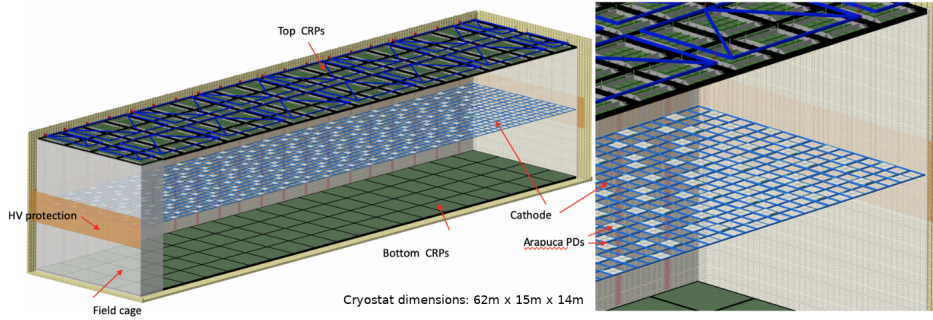 Top CRPs
HV protection
Cathode
Arapuca PDs
Bottom CRPs
Cryostat dimensions: 62m x 15m x 14m
Field cage